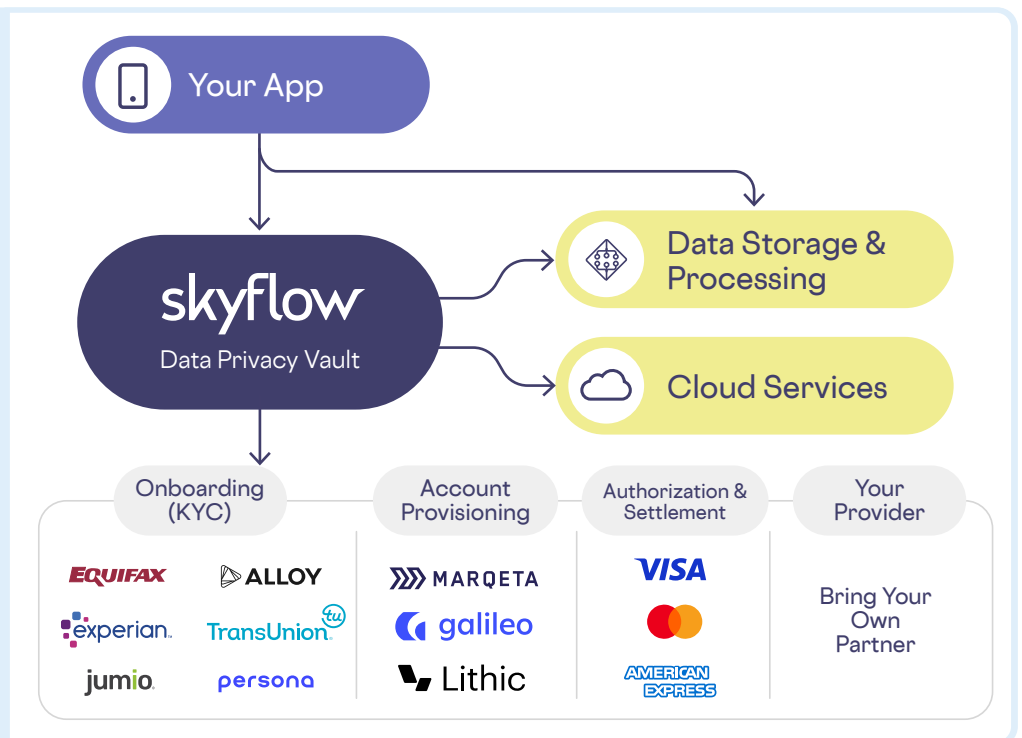 Your App
skyflow
Data Privacy Vault
Data Storage &
Processing
Cloud Services
Onboarding
(KYC)
Account
Provisioning
Authorization &
Settlement
Your
Provider
EQUIFAX
ALLOY
experian.
TransUnion
tu
jumio.
persona
MARQETA
galileo
Lithic
VISA
AMERICAN
EXPRESS
Bring Your
Own
Partner